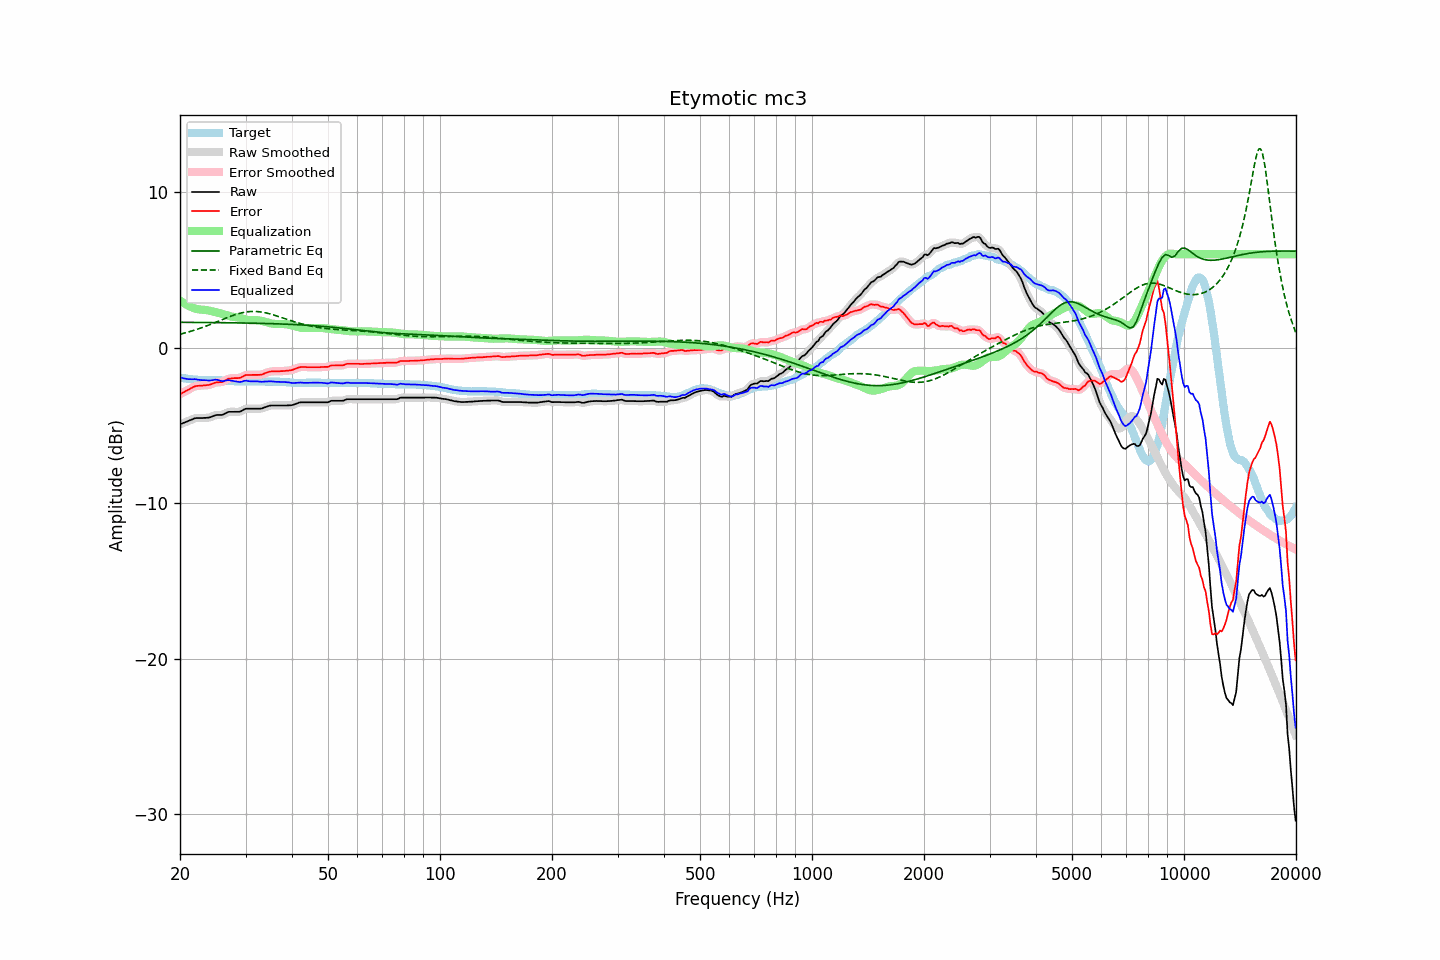 Etymotic mc3
Target
Raw Smoothed
Error Smoothed
Raw
Error
Equalization
Parametric Eq
Fixed Band Eq
Equalized
10
0
−10
−20
−30
Amplitude (dBr)
20 50 100 200 500 1000 2000 5000 10000 20000
Frequency (Hz)